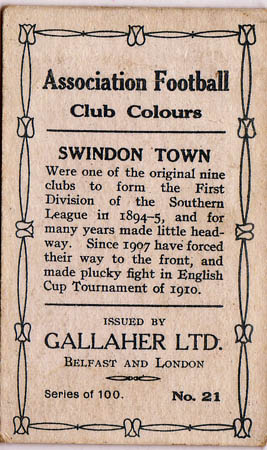 Association Football
Club Colours
SWINDON TOWN
Were one of the original nine
clubs to form the First
Division of the Southern
League in 1894-5, and for
many years made little head-
way. Since 1907 have forced
their way to the front, and
made plucky fight in English
Cup Tournament of 1910.
ISSUED BY
GALLAHER LTD.
BELFAST AND LONDON
Series of 100. No. 21